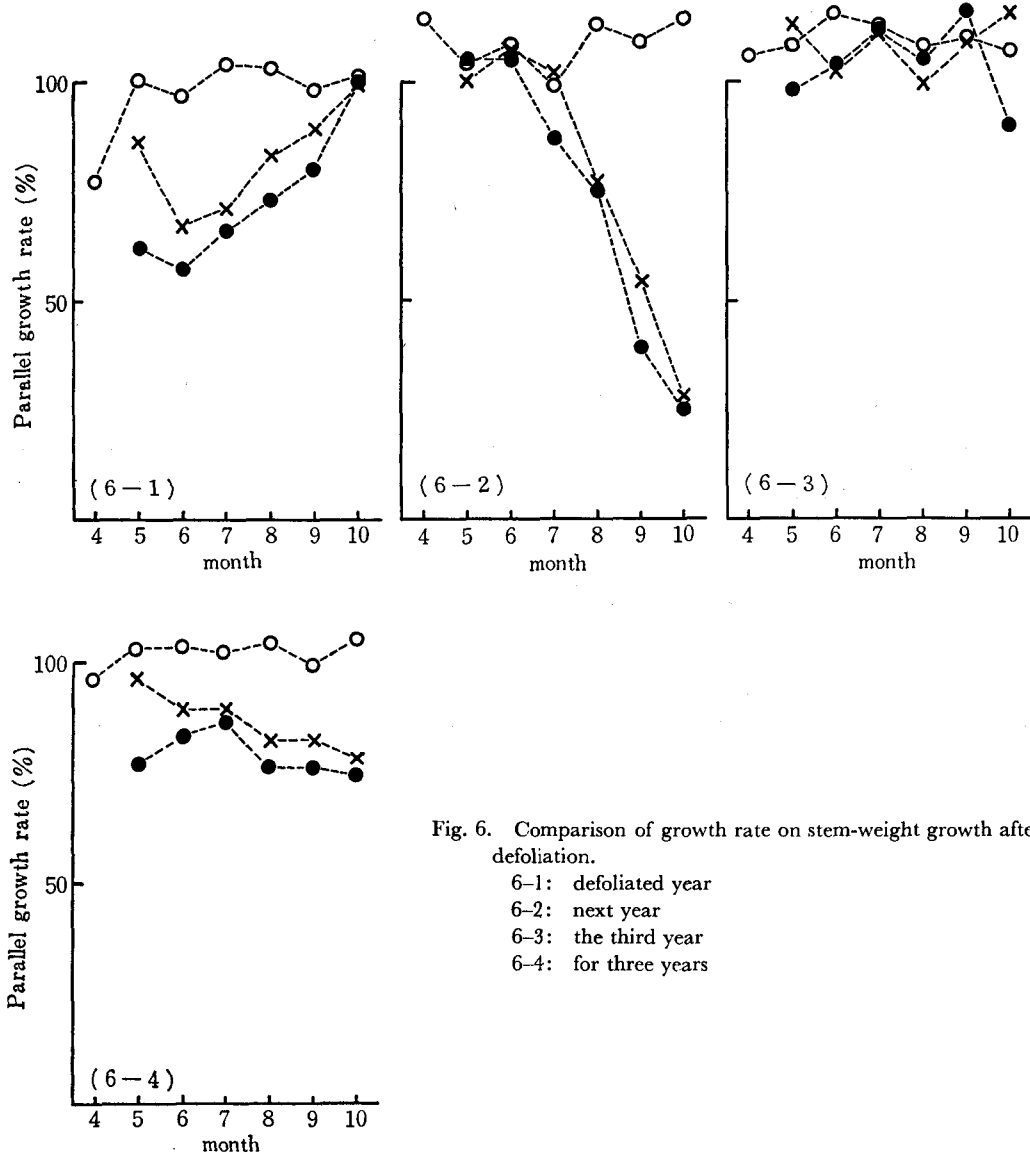 Parallel growth rate (%)
100
50
(6-1)
4 5 6 7 8 9 10
month
(6-2)
4 5 6 7 8 9 10
month
(6-3)
4 5 6 7 8 9 10
month
Parallel growth rate (%)
100
50
(6-4)
4 5 6 7 8 9 10
month
Fig. 6. Comparison of growth rate on stem-weight growth afte
defoliation.
6-1: defoliated year
6-2: next year
6-3: the third year
6-4: for three years